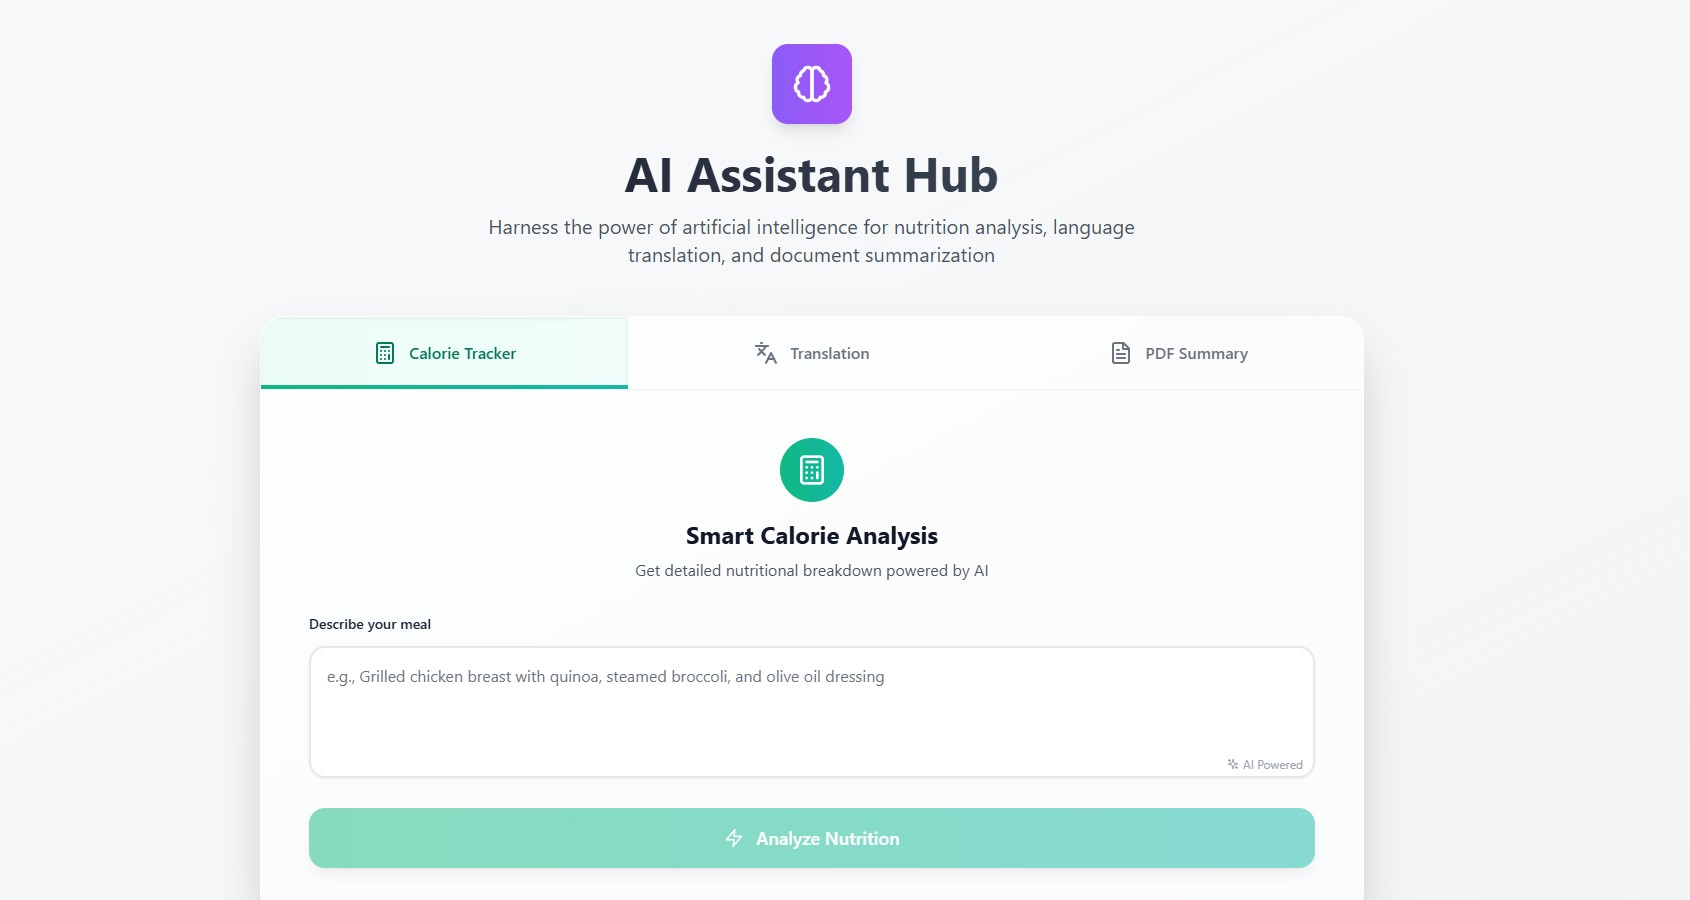 AI Assistant Hub
Harness the power of artificial intelligence for nutrition analysis, language
translation, and document summarization
Calorie Tracker
Translation
PDF Summary
Smart Calorie Analysis
Get detailed nutritional breakdown powered by AI
Describe your meal
e.g., Grilled chicken breast with quinoa, steamed broccoli, and olive oil dressing
AI Powered
Analyze Nutrition